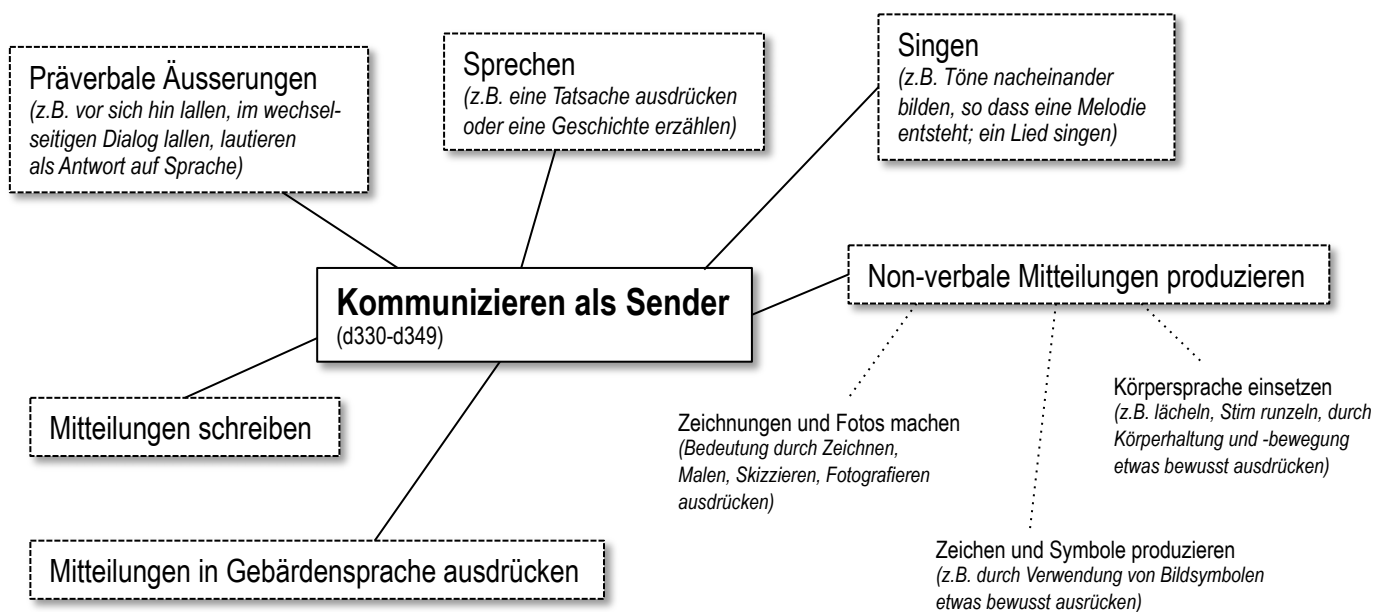 Präverbale Äusserungen
(z.B. vor sich hin lallen, im wechsel-
seitigen Dialog lallen, lautieren
als Antwort auf Sprache)
Sprechen
(z.B. eine Tatsache ausdrücken
oder eine Geschichte erzählen)
Singen
(z.B. Töne nacheinander
bilden, so dass eine Melodie
entsteht; ein Lied singen)
Kommunizieren als Sender
(d330-d349)
Non-verbale Mitteilungen produzieren
Mitteilungen schreiben
Zeichnungen und Fotos machen
(Bedeutung durch Zeichnen,
Malen, Skizzieren, Fotografieren
ausdrücken)
Körpersprache einsetzen
(z.B. lächeln, Stirn runzeln, durch
Körperhaltung und -bewegung
etwas bewusst ausdrücken)
Mitteilungen in Gebärdensprache ausdrücken
Zeichen und Symbole produzieren
(z.B. durch Verwendung von Bildsymbolen
etwas bewusst ausrücken)